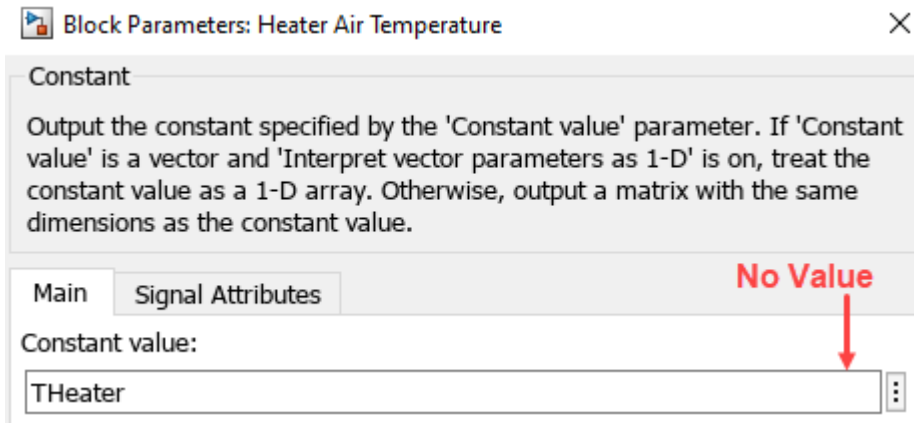 Block Parameters: Heater Air Temperature
Constant
Output the constant specified by the 'Constant value' parameter. If 'Constant
value' is a vector and 'Interpret vector parameters as 1-D' is on, treat the
constant value as a 1-D array. Otherwise, output a matrix with the same
dimensions as the constant value.
No Value
Main Signal Attributes
Constant value:
THeater